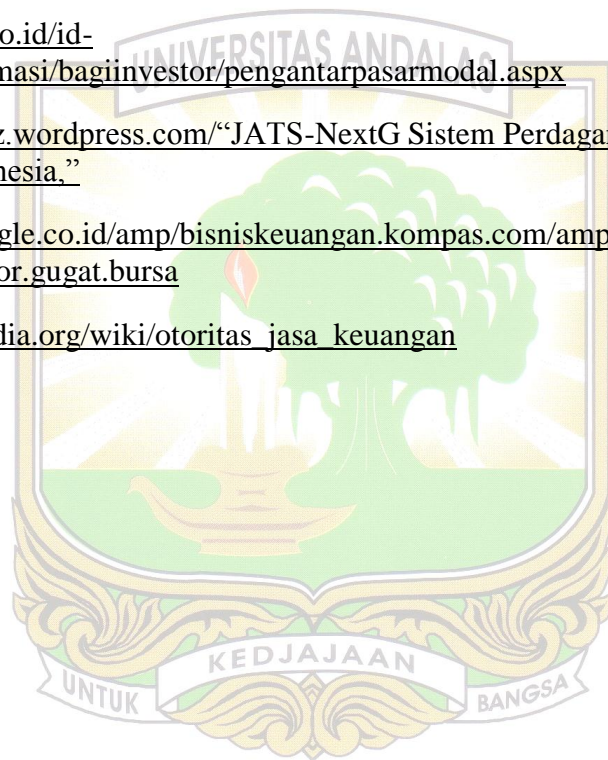 o.id/id-
UNIVERSITAS ANDALAS
masi/bagiinvestor/pengantarpasarmodal.aspx
z.wordpress.com/“JATS-NextG Sistem Perdagan
nesia,”
gle.co.id/amp/bisniskeuangan.kompas.com/amp
or.gugat.bursa
dia.org/wiki/otoritas_jasa_keuangan
UNTUK KEDJAJAAN BANGSA